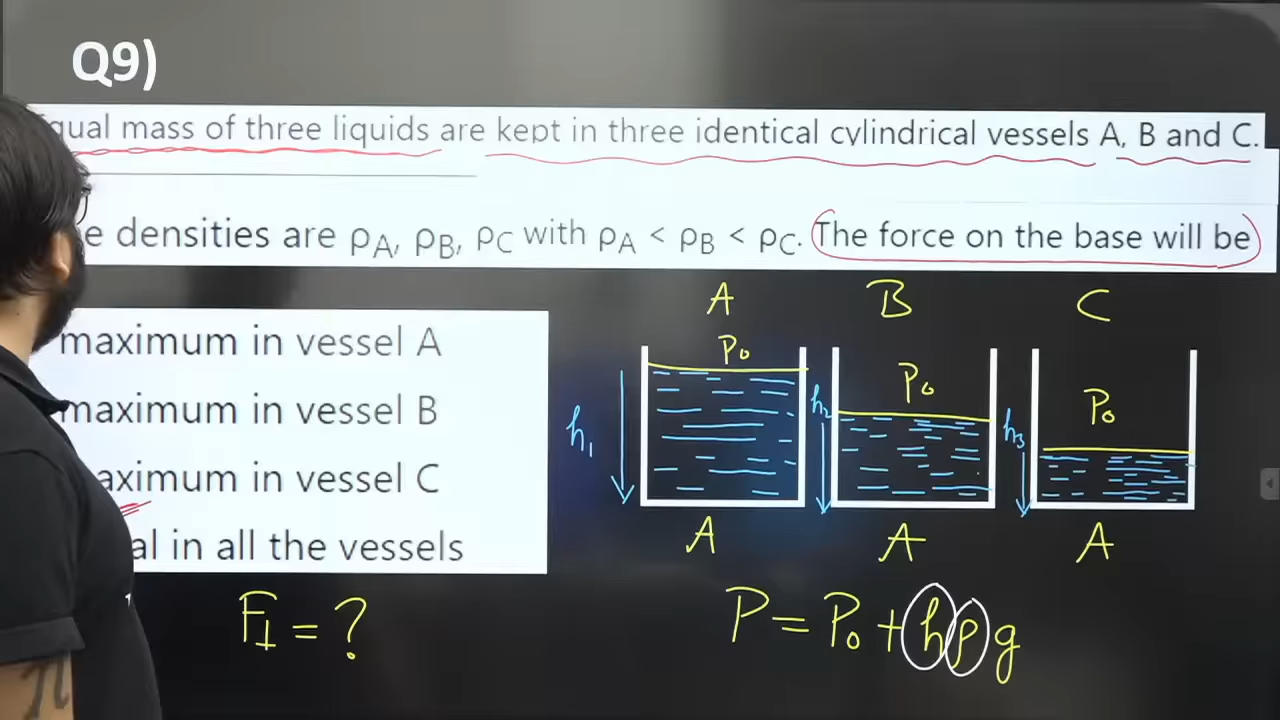 Q9)
qual mass of three liquids are kept in three identical cylindrical vessels A, B and C.
e densities are ρA, ρB, ρC with ρA < ρB < ρC. The force on the base will be
maximum in vessel A
maximum in vessel B
aximum in vessel C
al in all the vessels
A B C
P₀ P₀ P₀
h₁ h₂ h₃
A A A
F⊥ = ?
P = P₀ + hρg
π